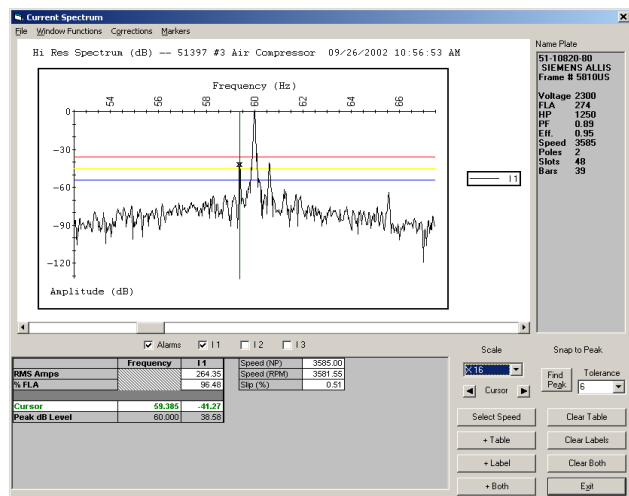 Current Spectrum
File Window Functions Corrections Markers
Hi Res Spectrum (dB) -- 51397 #3 Air Compressor 09/26/2002 10:56:53 AM
Frequency (Hz)
54 56 58 60 62 64 66
0
-30
-60
-90
-120
Amplitude (dB)
I 1
Name Plate
51-10820-80
SIEMENS ALLIS
Frame # 5810US
Voltage 2300
FLA 274
HP 1250
PF 0.89
Eff. 0.95
Speed 3585
Poles 2
Slots 48
Bars 39
Alarms I 1 I 2 I 3
Frequency I 1
RMS Amps 264.35
% FLA 96.48
Cursor 59.385 -41.27
Peak dB Level 60.000 38.58
Speed (NP) 3585.00
Speed (RPM) 3581.55
Slip (%) 0.51
Scale
X 16
Cursor
Snap to Peak
Find Peak
Tolerance
6
Select Speed
Clear Table
+ Table
Clear Labels
+ Label
Clear Both
+ Both
Exit